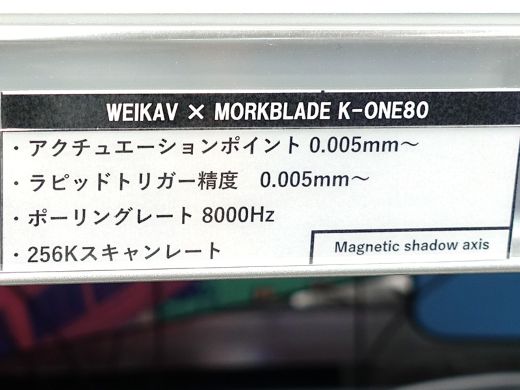 WEIKAV × MORKBLADE K-ONE80
・アクチュエーションポイント 0.005mm～
・ラピッドトリガー精度　0.005mm～
・ポーリングレート 8000Hz
・256Kスキャンレート
Magnetic shadow axis